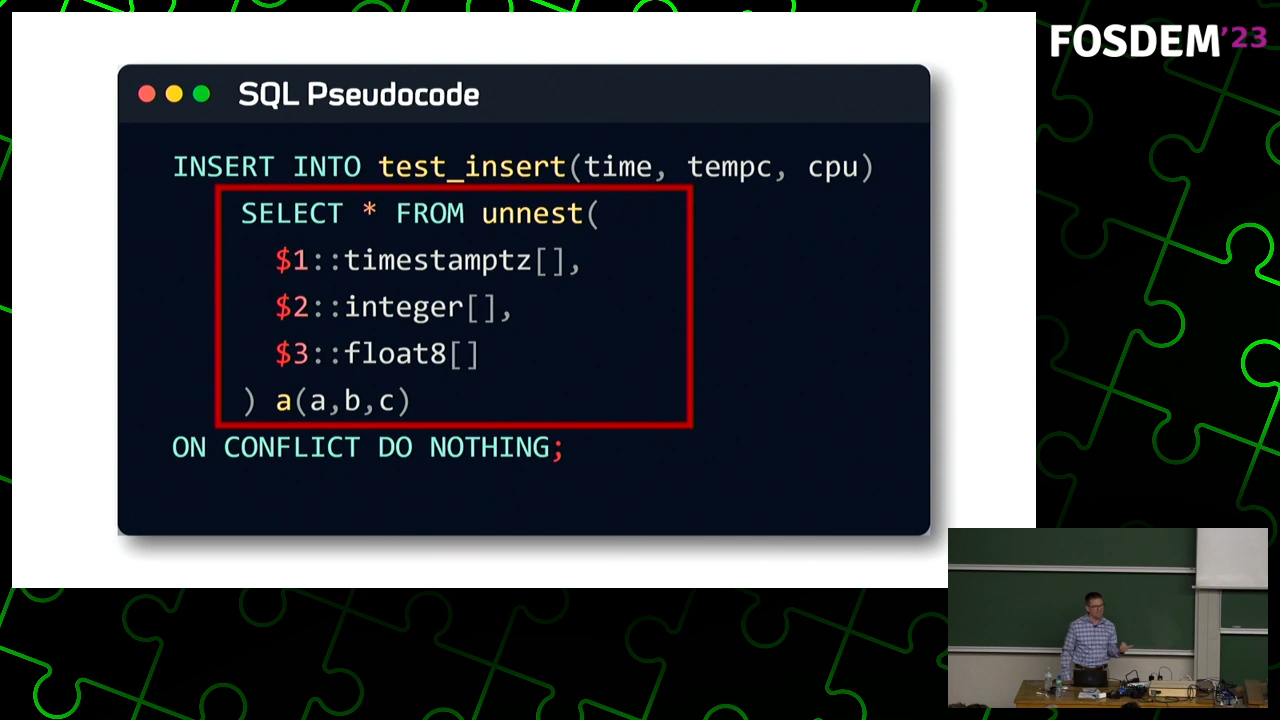 FOSDEM'23
SQL Pseudocode
INSERT INTO test_insert(time, tempc, cpu)
SELECT * FROM unnest(
$1::timestamptz[],
$2::integer[],
$3::float8[]
) a(a,b,c)
ON CONFLICT DO NOTHING;